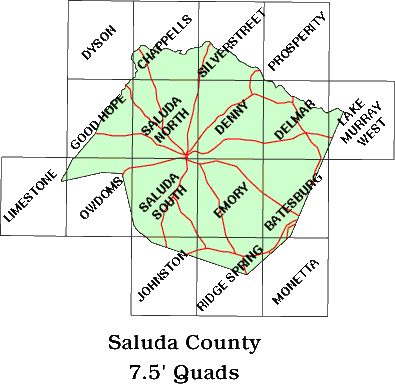 DYSON
CHAPPELLS
SILVERSTREET
PROSPERITY
GOOD HOPE
SALUDA
NORTH
DENNY
DELMAR
LAKE
MURRAY
WEST
LIMESTONE
OWDOMS
SALUDA
SOUTH
EMORY
BATESBURG
JOHNSTON
RIDGE SPRING
MONETTA
Saluda County
7.5' Quads